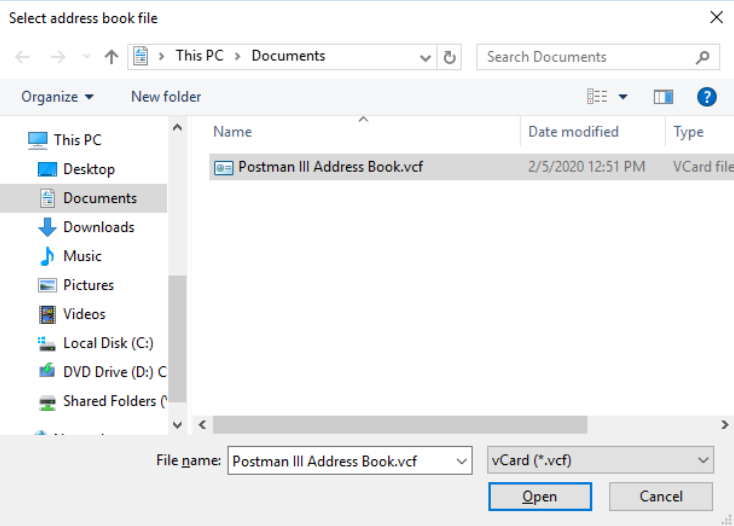 Select address book file
This PC > Documents
Search Documents
Organize
New folder
?
Name
Date modified
Type
This PC
Desktop
Documents
Downloads
Music
Pictures
Videos
Local Disk (C:)
DVD Drive (D:) C
Shared Folders (
Postman III Address Book.vcf
2/5/2020 12:51 PM
VCard file
File name:
Postman III Address Book.vcf
vCard (*.vcf)
Open
Cancel